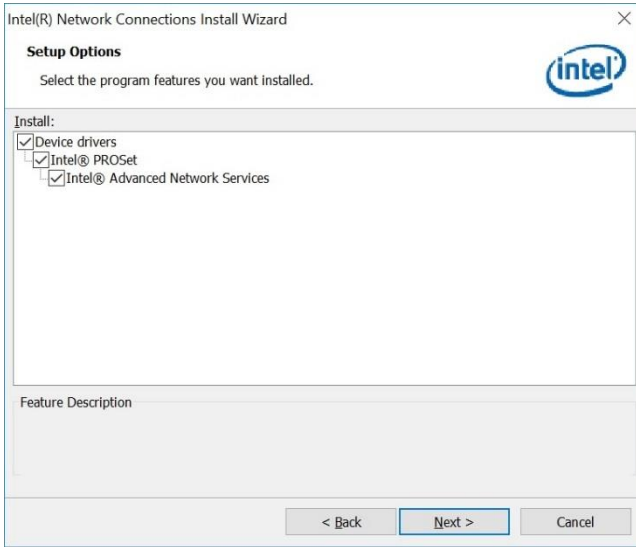 Intel(R) Network Connections Install Wizard
Setup Options
Select the program features you want installed.
intel
Install:
Device drivers
Intel® PROSet
Intel® Advanced Network Services
Feature Description
< Back
Next >
Cancel